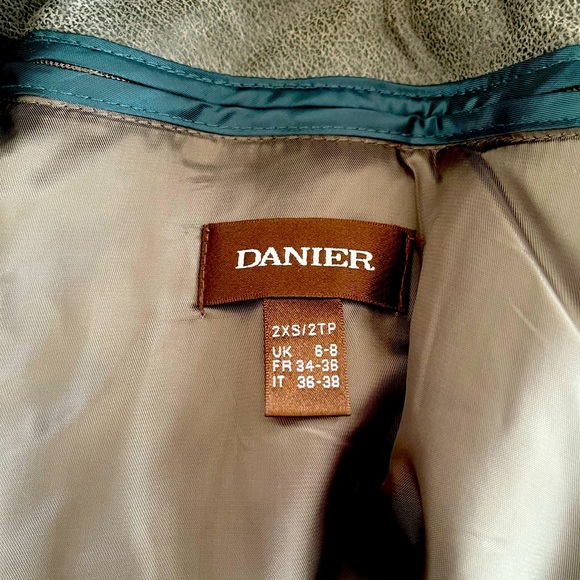 DANIER
2XS/2TP
UK 6-8
FR 34-36
IT 36-38